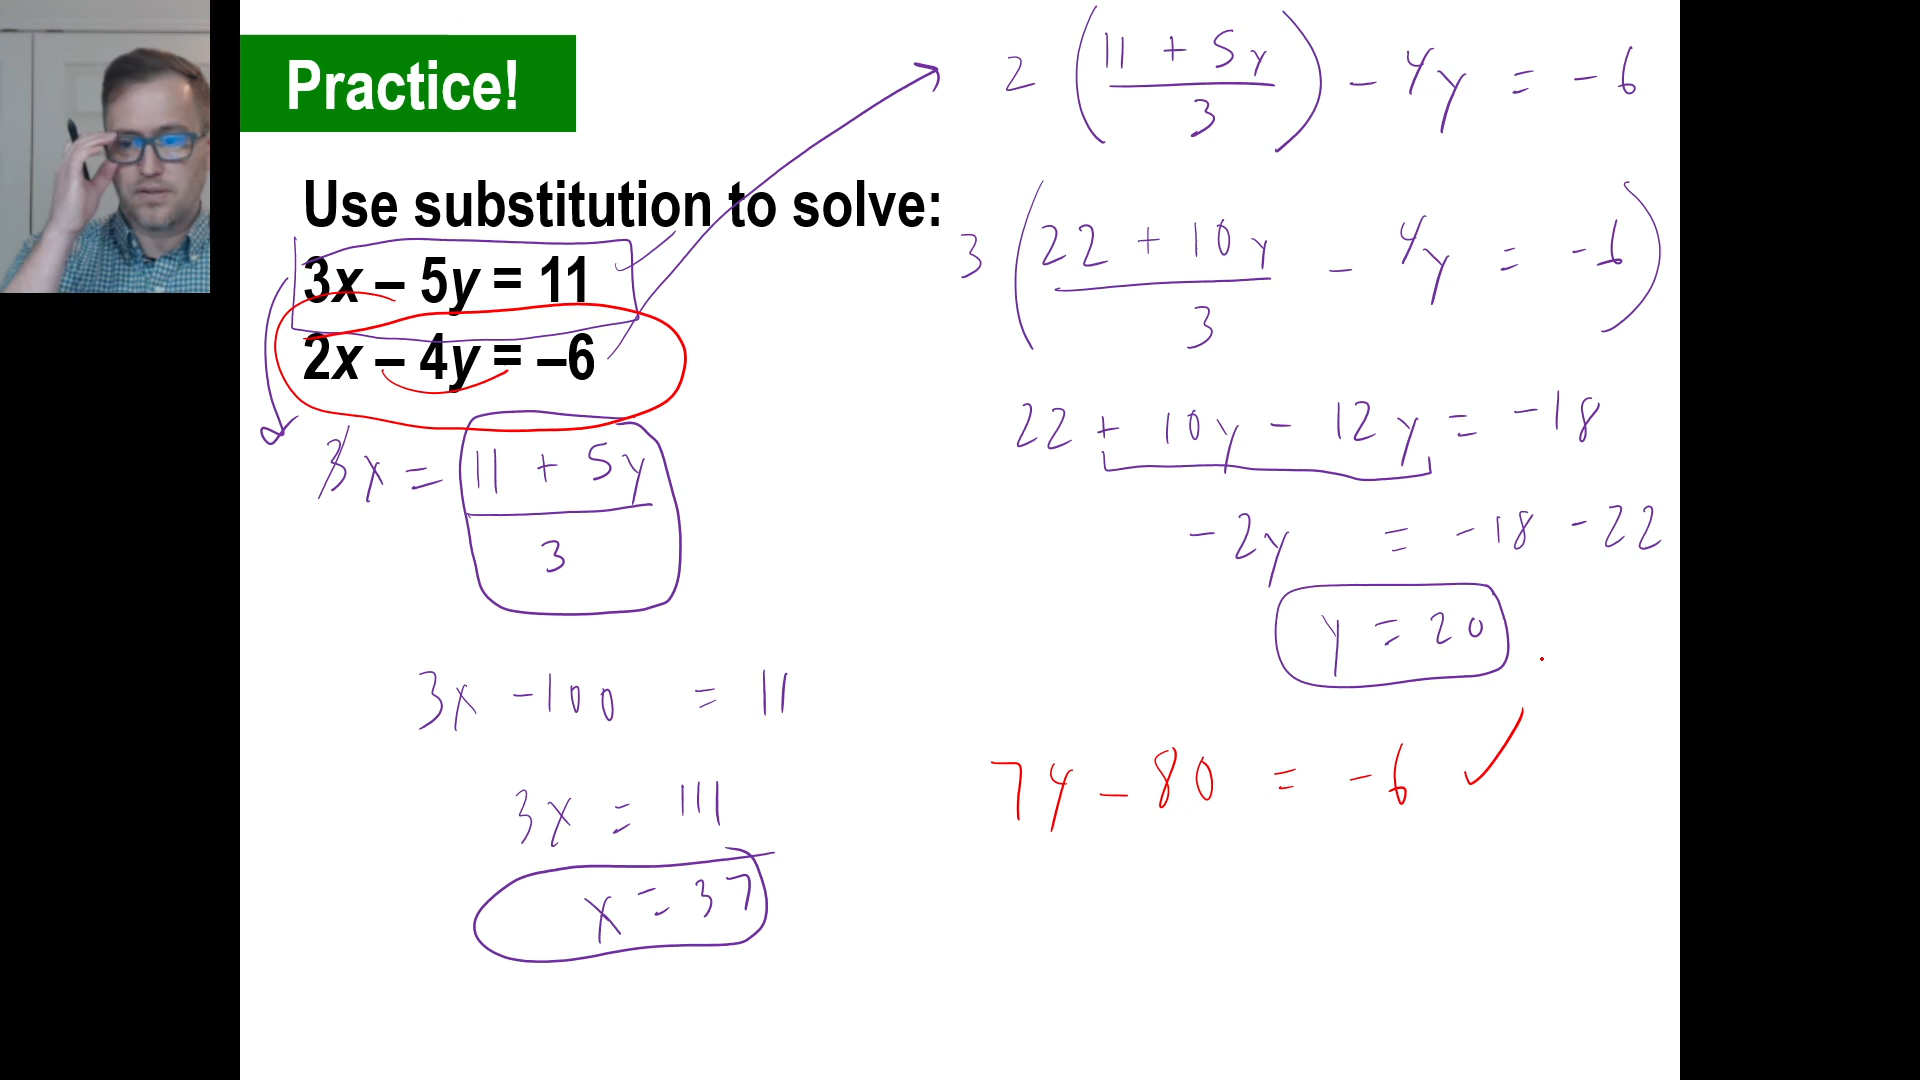 Practice!
Use substitution to solve:
3x – 5y = 11
2x – 4y = –6
3x = 11 + 5y
3
3x - 100 = 11
3x = 111
x = 37
2 ( 11 + 5y / 3 ) - 4y = -6
3 ( 22 + 10y / 3 - 4y = -6 )
22 + 10y - 12y = -18
-2y = -18 - 22
y = 20
74 - 80 = -6 ✓